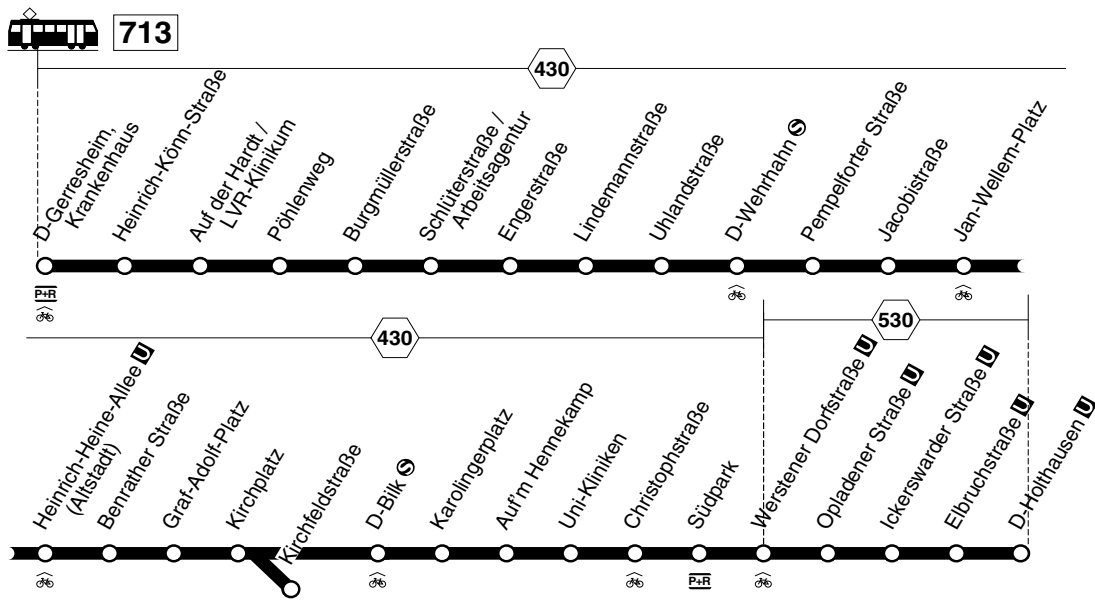 713
430
D-Gerresheim,
Krankenhaus
Heinrich-Könn-Straße
Auf der Hardt /
LVR-Klinikum
Pöhlenweg
Burgmüllerstraße
Schlüterstraße /
Arbeitsagentur
Engerstraße
Lindemannstraße
Uhlandstraße
D-Wehrhahn S
Pempelforter Straße
Jacobistraße
Jan-Wellem-Platz
P+R
430
530
Heinrich-Heine-Allee U
(Altstadt)
Benrather Straße
Graf-Adolf-Platz
Kirchplatz
Kirchfeldstraße
D-Bilk S
Karolingerplatz
Auf'm Hennekamp
Uni-Kliniken
Christophstraße
Südpark
Werstener Dorfstraße U
Opladener Straße U
Ickerswarder Straße U
Elbruchstraße U
D-Holthausen U
P+R